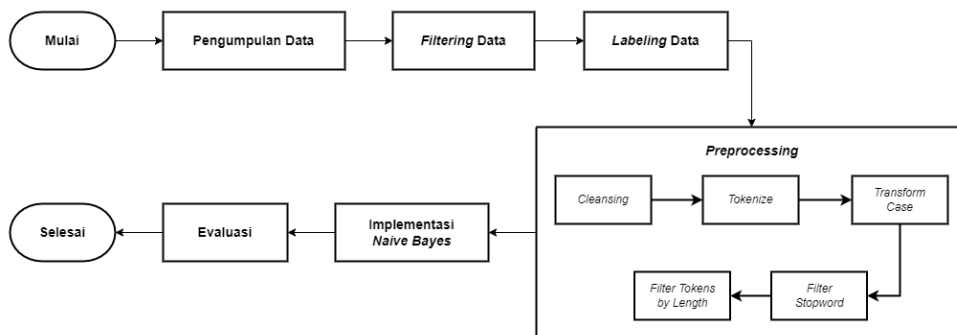 Mulai
Pengumpulan Data
Filtering Data
Labeling Data
Preprocessing
Cleansing
Tokenize
Transform
Case
Filter
Stopword
Filter Tokens
by Length
Implementasi
Naive Bayes
Evaluasi
Selesai